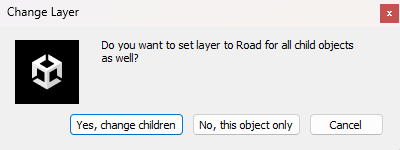 Change Layer
x
Do you want to set layer to Road for all child objects
as well?
Yes, change children
No, this object only
Cancel